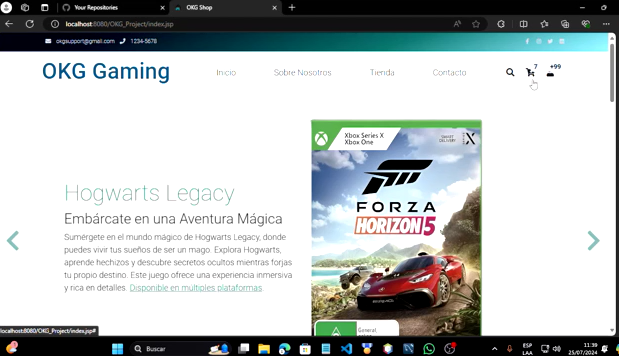 Your Repositories
OKG Shop
localhost:8080/OKG_Project/index.jsp
okgsupport@gmail.com 1234-5678
OKG Gaming
Inicio
Sobre Nosotros
Tienda
Contacto
7
+99
Xbox Series X
Xbox One
SMART
DELIVERY
X
FORZA
HORIZON 5
Hogwarts Legacy
Embárcate en una Aventura Mágica
Sumérgete en el mundo mágico de Hogwarts Legacy, donde
puedes vivir tus sueños de ser un mago. Explora Hogwarts,
aprende hechizos y descubre secretos ocultos mientras forjas
tu propio destino. Este juego ofrece una experiencia inmersiva
y rica en detalles. Disponible en múltiples plataformas
General
localhost:8080/OKG_Project/index.jsp#
Buscar
ESP
LAA
11:39
25/07/2024